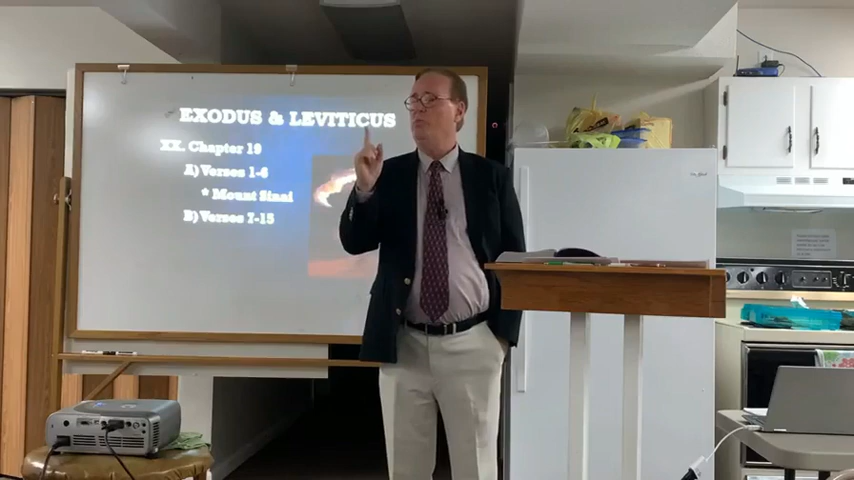 EXODUS & LEVITICUS
XX. Chapter 19
A) Verses 1-6
* Mount Sinai
B) Verses 7-15